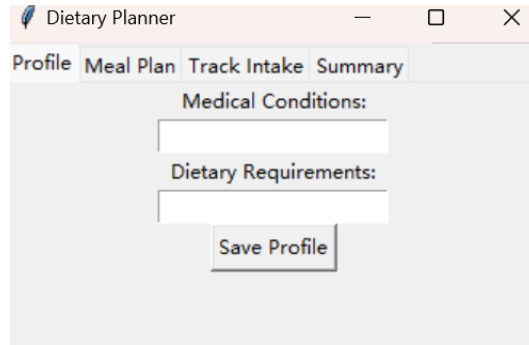 Dietary Planner
Profile Meal Plan Track Intake Summary
Medical Conditions:
Dietary Requirements:
Save Profile